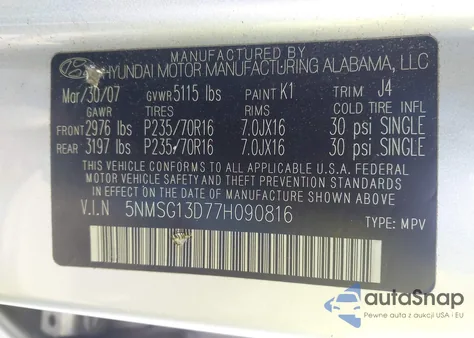 MANUFACTURED BY
HYUNDAI MOTOR MANUFACTURING ALABAMA, LLC
Mar/30/07 GVWR 5115 lbs PAINT K1 TRIM J4
GAWR TIRES RIMS COLD TIRE INFL
FRONT 2976 lbs P235/70R16 7.0JX16 30 psi SINGLE
REAR 3197 lbs P235/70R16 7.0JX16 30 psi SINGLE
THIS VEHICLE CONFORMS TO ALL APPLICABLE U.S.A. FEDERAL
MOTOR VEHICLE SAFETY AND THEFT PREVENTION STANDARDS
IN EFFECT ON THE DATE OF MANUFACTURE SHOWN ABOVE.
V.I.N 5NMSG13D77H090816 TYPE: MPV
autoSnap
Pewne auta z aukcji USA i EU